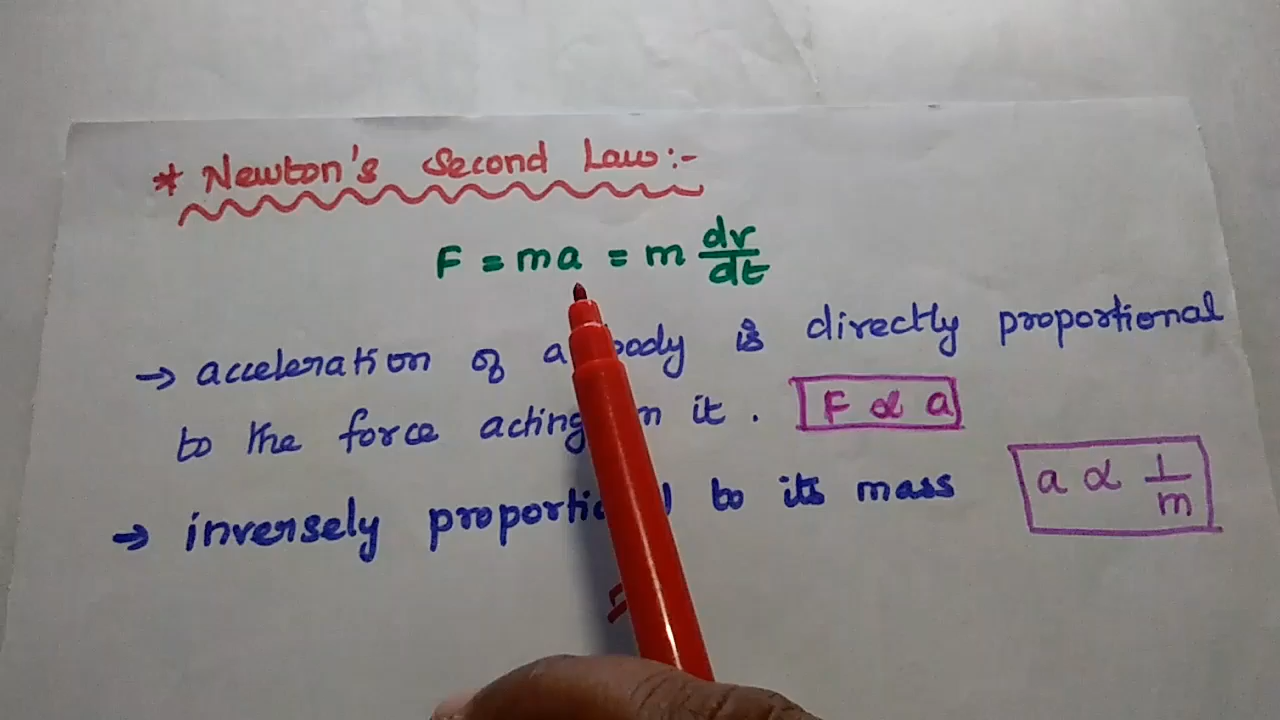 * Newton's Second Law:-
F = ma = m dv/dt
→ acceleration of a body is directly proportional
to the force acting on it. F ∝ a
→ inversely proportional to its mass a ∝ 1/m